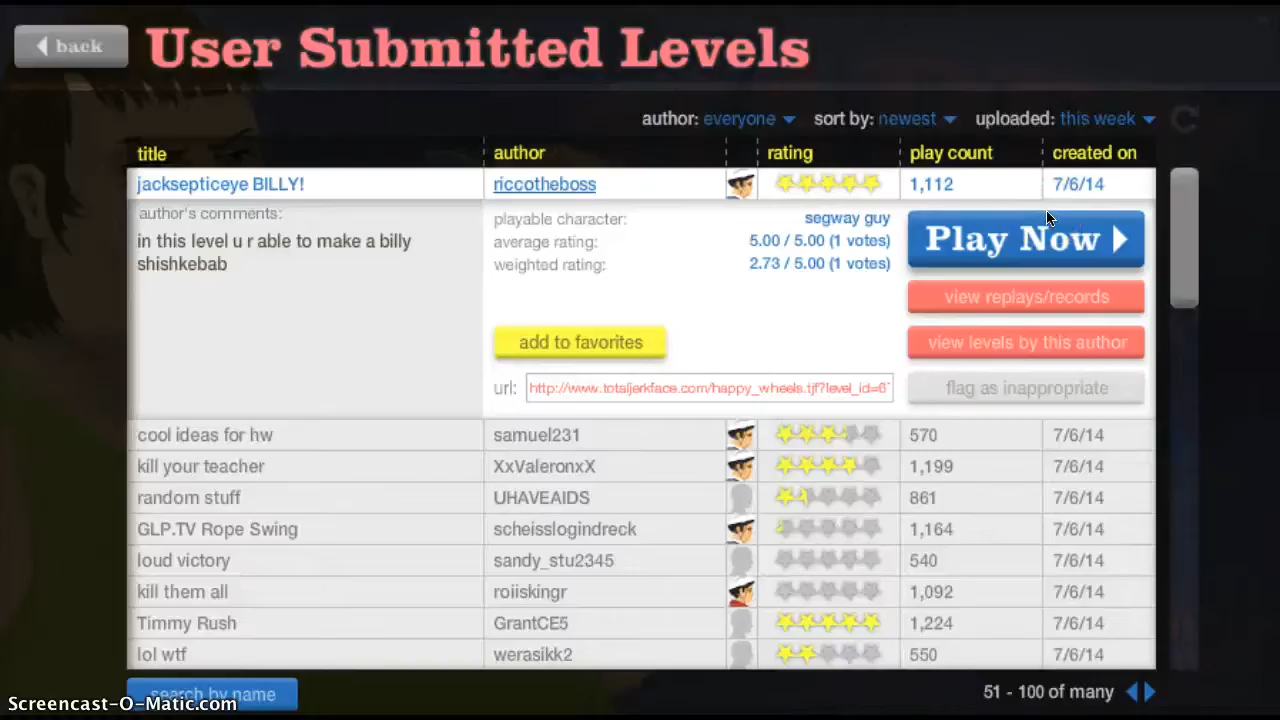 back
User Submitted Levels
author: everyone sort by: newest uploaded: this week
title author rating play count created on
jacksepticeye BILLY! riccotheboss 1,112 7/6/14
author's comments:
in this level u r able to make a billy
shishkebab
playable character: segway guy
average rating: 5.00 / 5.00 (1 votes)
weighted rating: 2.73 / 5.00 (1 votes)
Play Now
view replays/records
add to favorites
view levels by this author
url: http://www.totaljerkface.com/happy_wheels.tjf?level_id=6
flag as inappropriate
cool ideas for hw samuel231 570 7/6/14
kill your teacher XxValeronxX 1,199 7/6/14
random stuff UHAVEAIDS 861 7/6/14
GLP.TV Rope Swing scheisslogindreck 1,164 7/6/14
loud victory sandy_stu2345 540 7/6/14
kill them all roiiskingr 1,092 7/6/14
Timmy Rush GrantCE5 1,224 7/6/14
lol wtf werasikk2 550 7/6/14
search by name
51 - 100 of many
Screencast-O-Matic.com